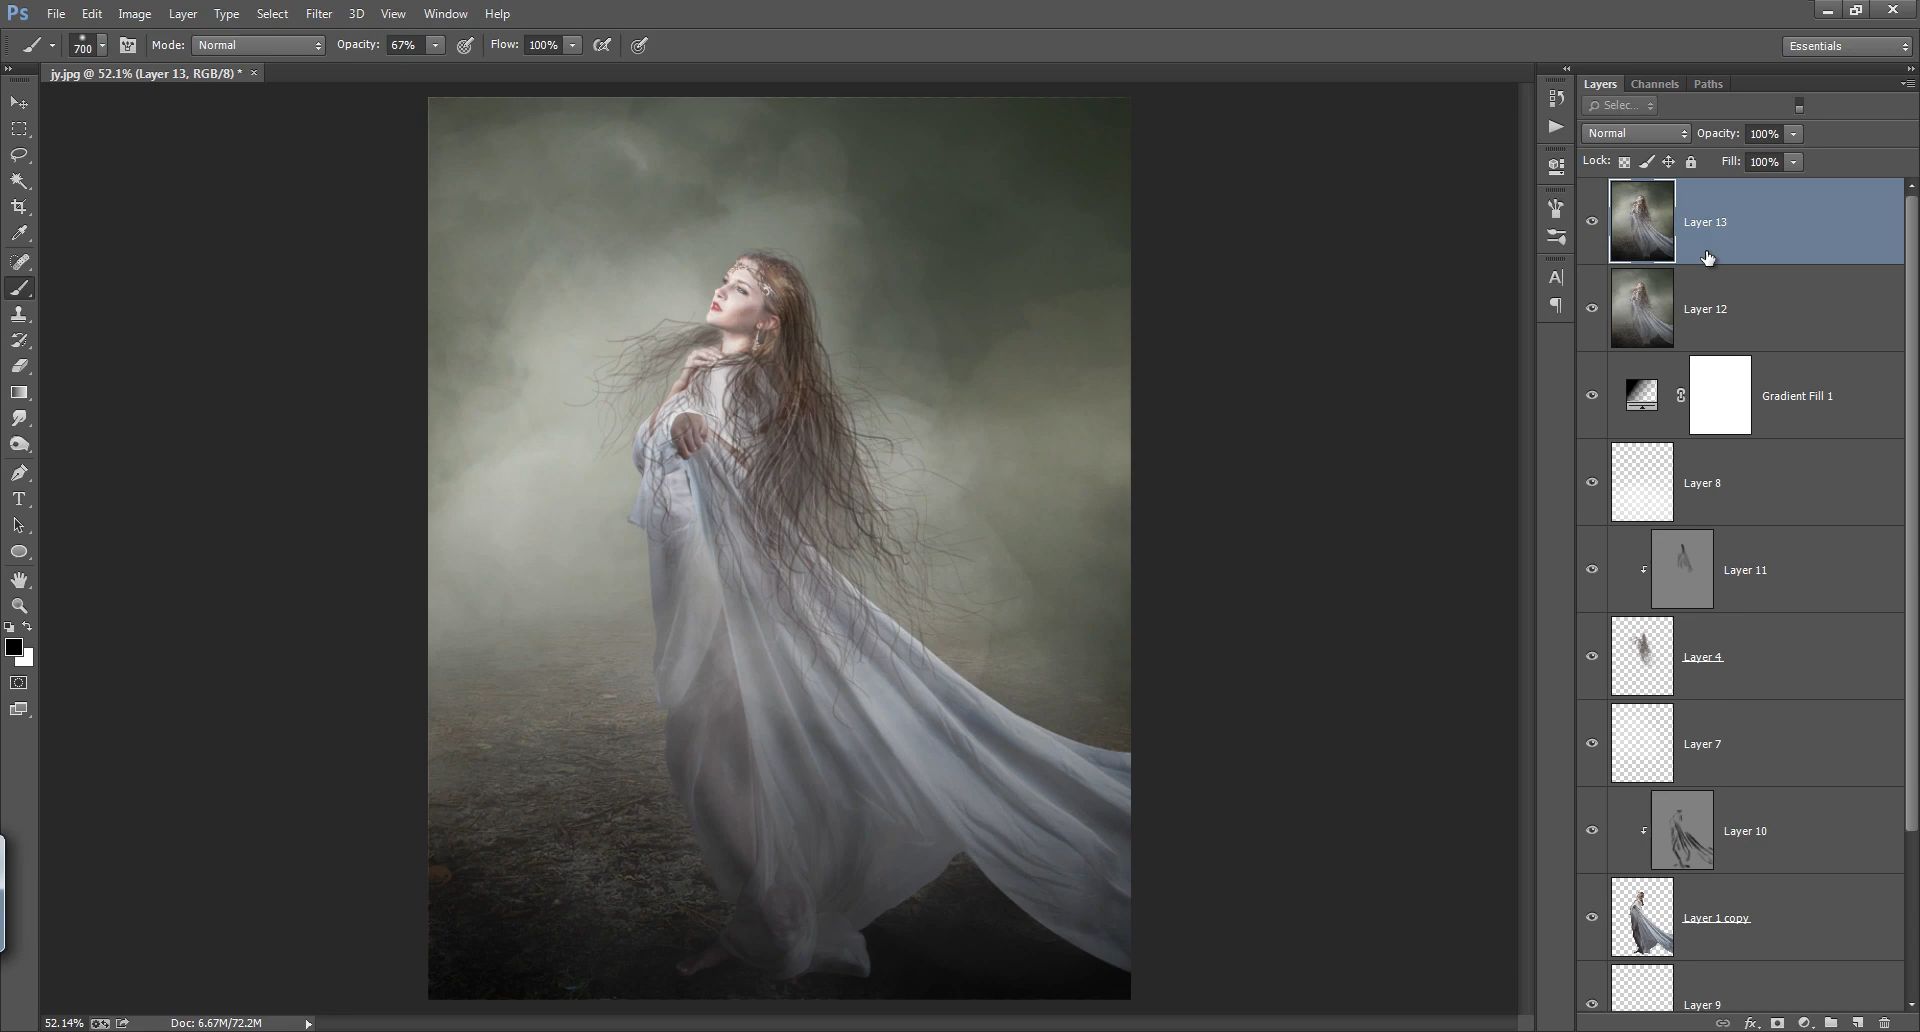 Ps File Edit Image Layer Type Select Filter 3D View Window Help
700 Mode: Normal Opacity: 67% Flow: 100% Essentials
jy.jpg @ 52.1% (Layer 13, RGB/8) * ×
Layers Channels Paths
Selec...
Normal Opacity: 100%
Lock: Fill: 100%
Layer 13
Layer 12
Gradient Fill 1
Layer 8
Layer 11
Layer 4
Layer 7
Layer 10
Layer 1 copy
Layer 9
52.14% Doc: 6.67M/72.2M